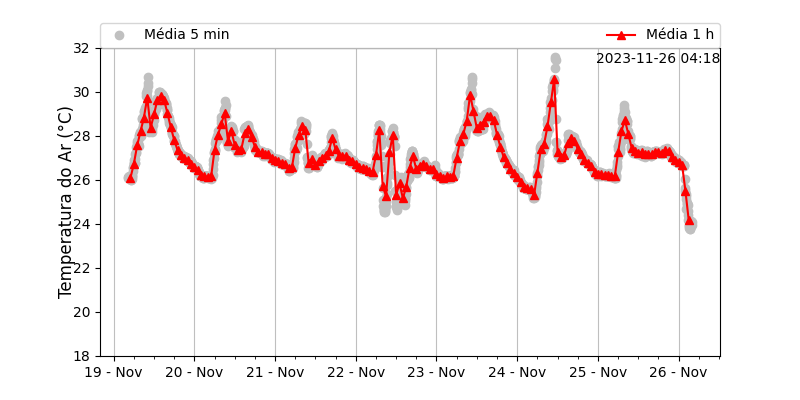 Média 5 min
Média 1 h
2023-11-26 04:18
Temperatura do Ar (°C)
32
30
28
26
24
22
20
18
19 - Nov
20 - Nov
21 - Nov
22 - Nov
23 - Nov
24 - Nov
25 - Nov
26 - Nov